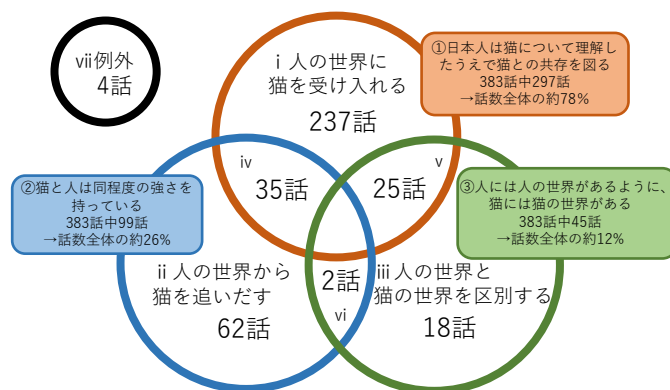 ⅶ例外
4話
ⅰ人の世界に
猫を受け入れる
237話
①日本人は猫について理解し
たうえで猫との共存を図る
383話中297話
→話数全体の約78%
ⅳ
35話
ⅴ
25話
②猫と人は同程度の強さを
持っている
383話中99話
→話数全体の約26%
③人には人の世界があるように、
猫には猫の世界がある
383話中45話
→話数全体の約12%
ⅱ人の世界から
猫を追いだす
62話
2話
ⅵ
ⅲ人の世界と
猫の世界を区別する
18話